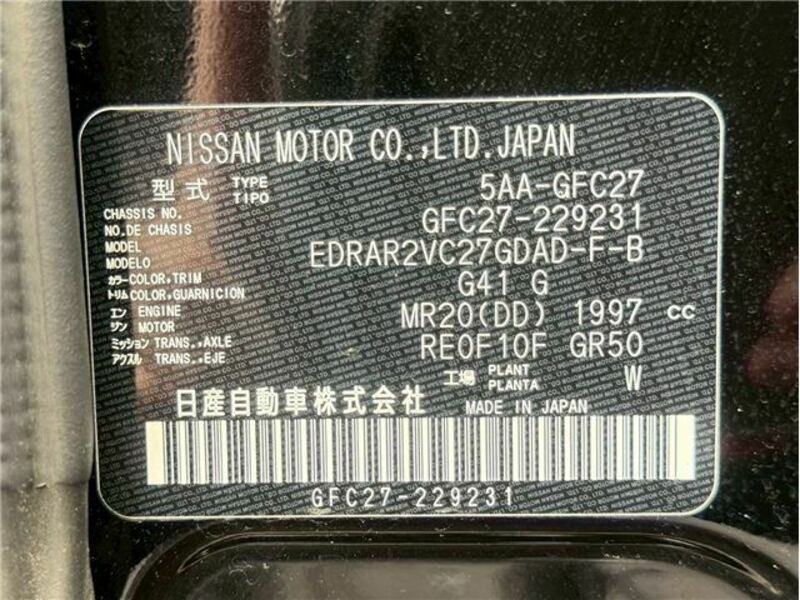 NISSAN MOTOR CO.,LTD.JAPAN
型式 TYPE TIPO 5AA-GFC27
CHASSIS NO. NO.DE CHASIS GFC27-229231
MODEL MODELO EDRAR2VC27GDAD-F-B
カラー COLOR,TRIM トリム COLOR,GUARNICION G41 G
エンジン ENGINE MOTOR MR20(DD) 1997 CC
ミッション TRANS.,AXLE アクスル TRANS.,EJE RE0F10F GR50
工場 PLANT PLANTA W
日産自動車株式会社 MADE IN JAPAN
GFC27-229231